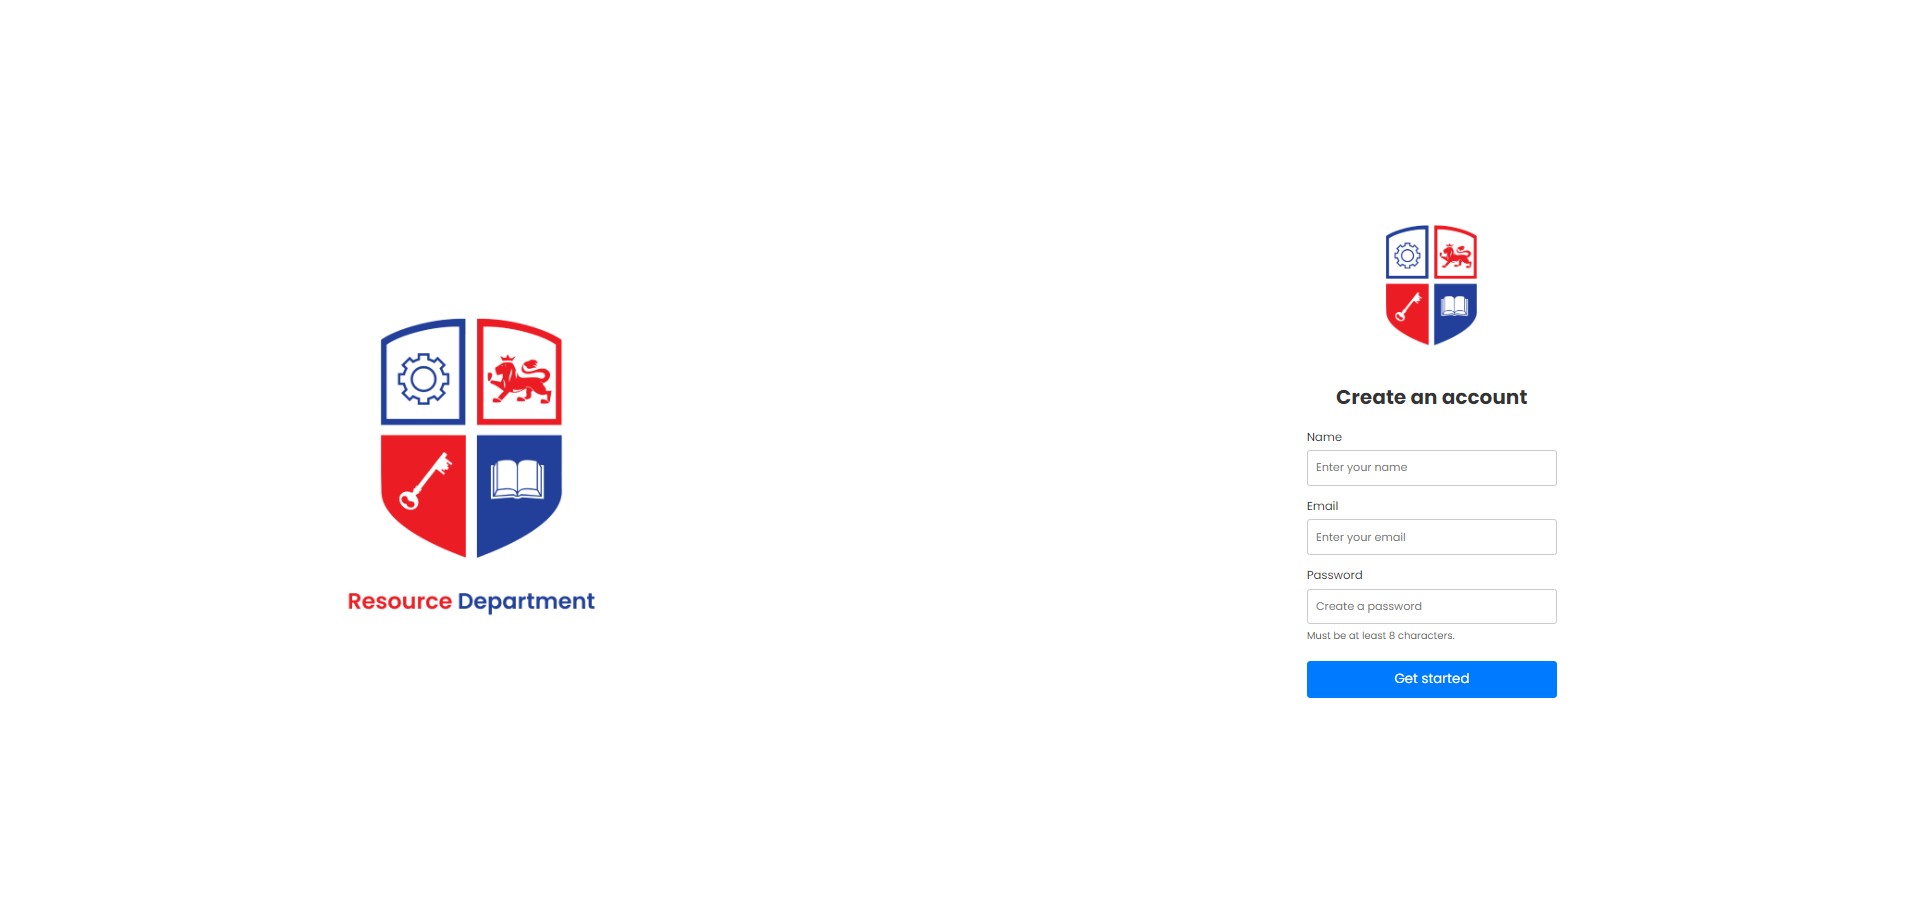 Resource Department
Create an account
Name
Enter your name
Email
Enter your email
Password
Create a password
Must be at least 8 characters.
Get started